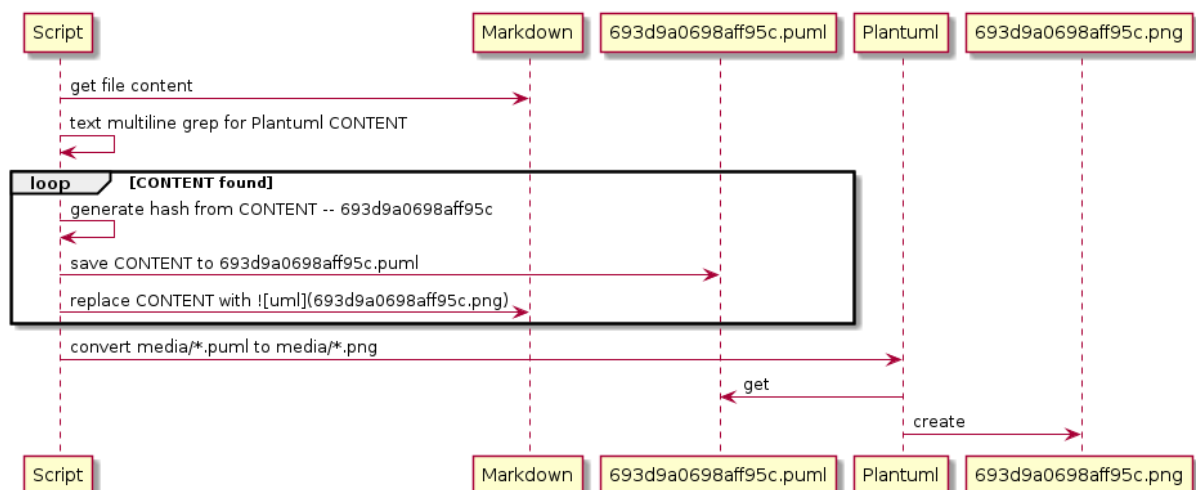 Script Markdown 693d9a0698aff95c.puml Plantuml 693d9a0698aff95c.png
get file content
text multiline grep for Plantuml CONTENT
loop [CONTENT found]
generate hash from CONTENT -- 693d9a0698aff95c
save CONTENT to 693d9a0698aff95c.puml
replace CONTENT with ![uml](693d9a0698aff95c.png)
convert media/*.puml to media/*.png
get
create
Script Markdown 693d9a0698aff95c.puml Plantuml 693d9a0698aff95c.png